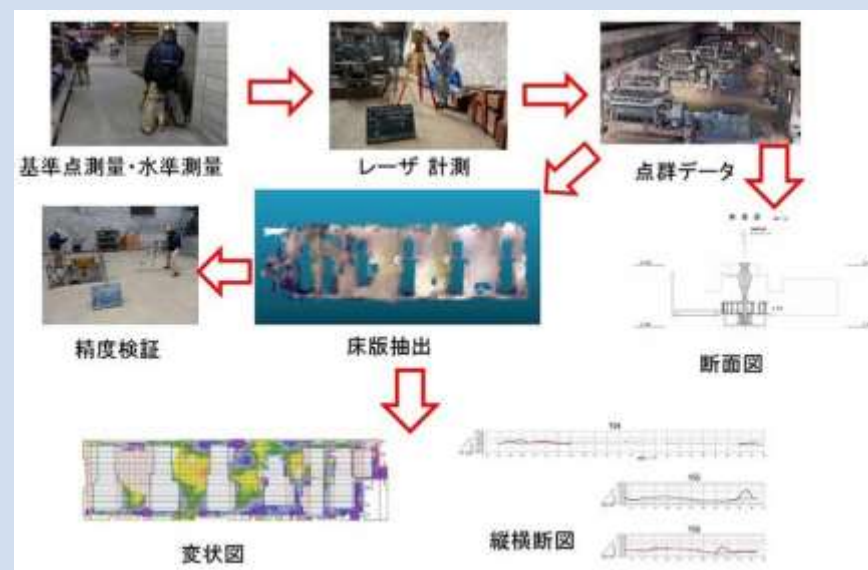 基準点測量・水準測量
レーザ 計測
点群データ
精度検証
床版抽出
断面図
変状図
縦横断図